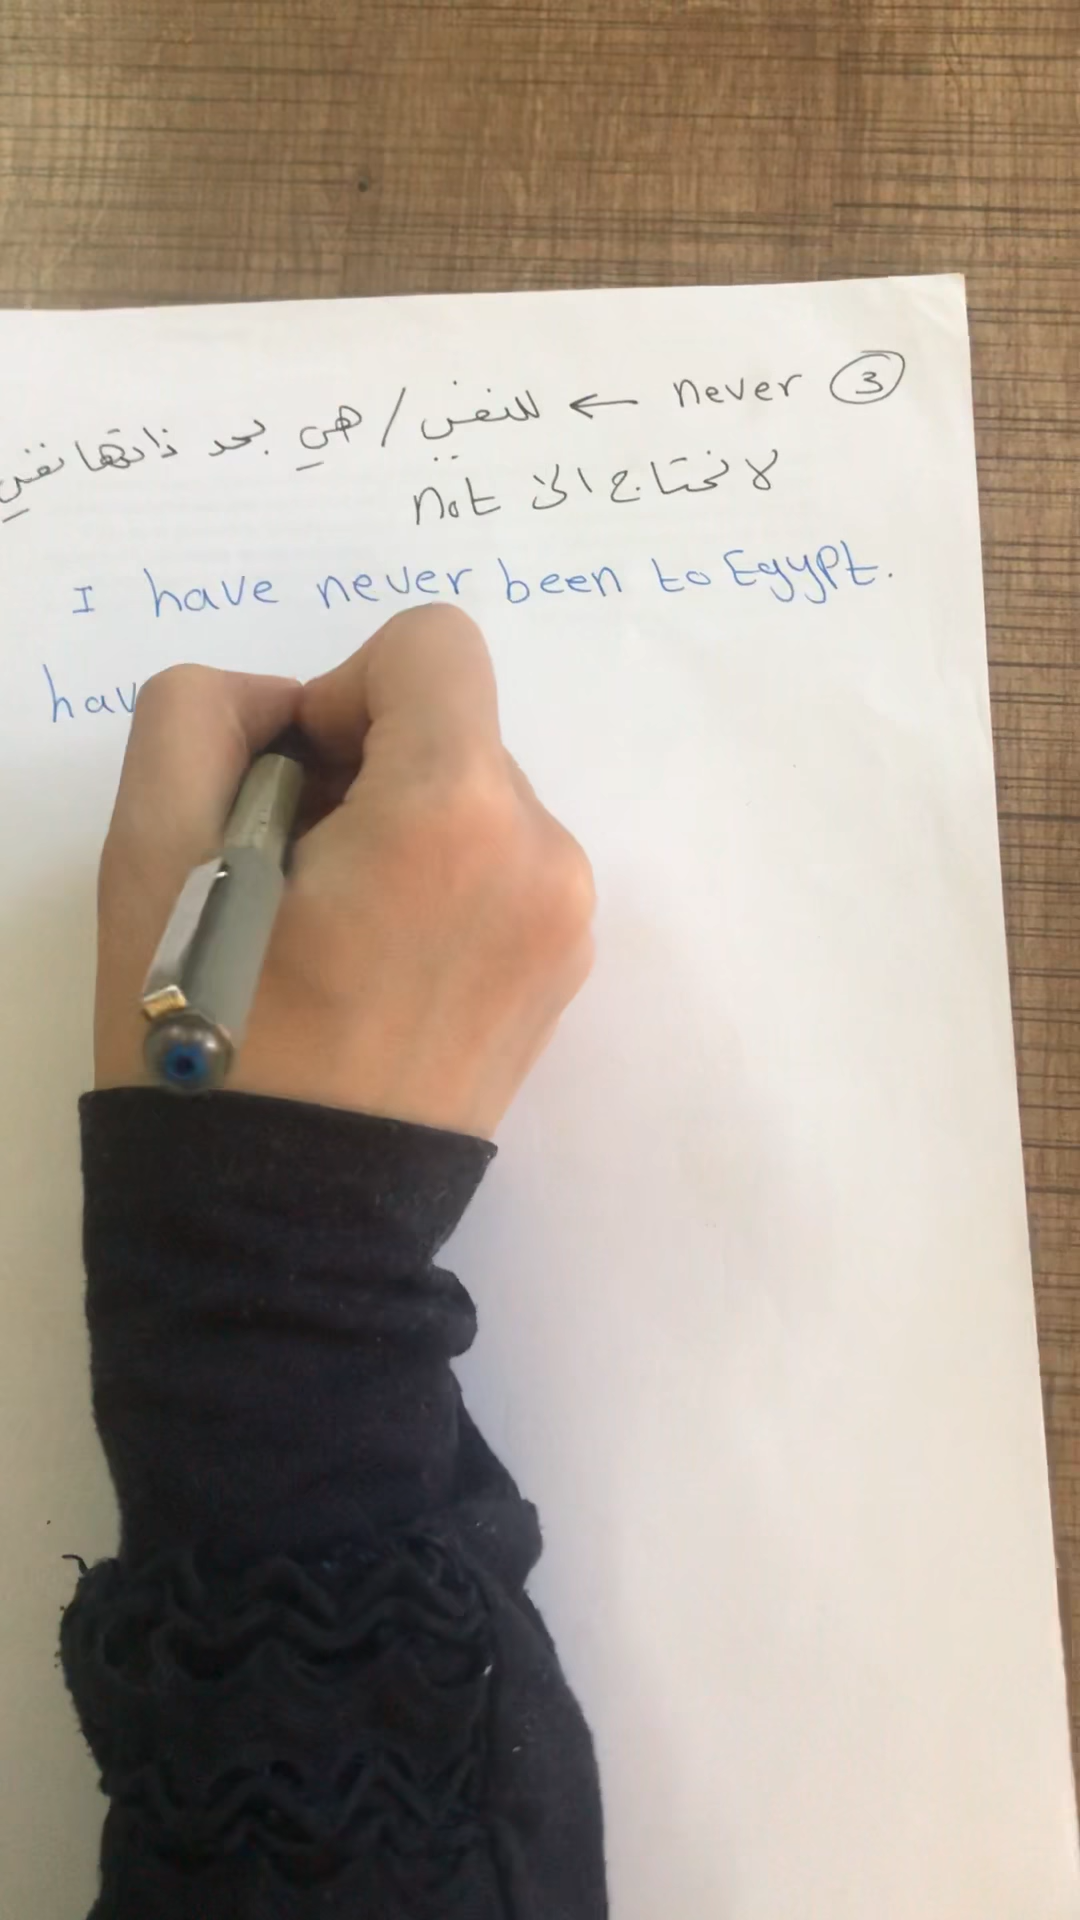 ③ never ← للنفي / هي بحد ذاتها نفي
لا نحتاج الى not
I have never been to Egypt.
hav